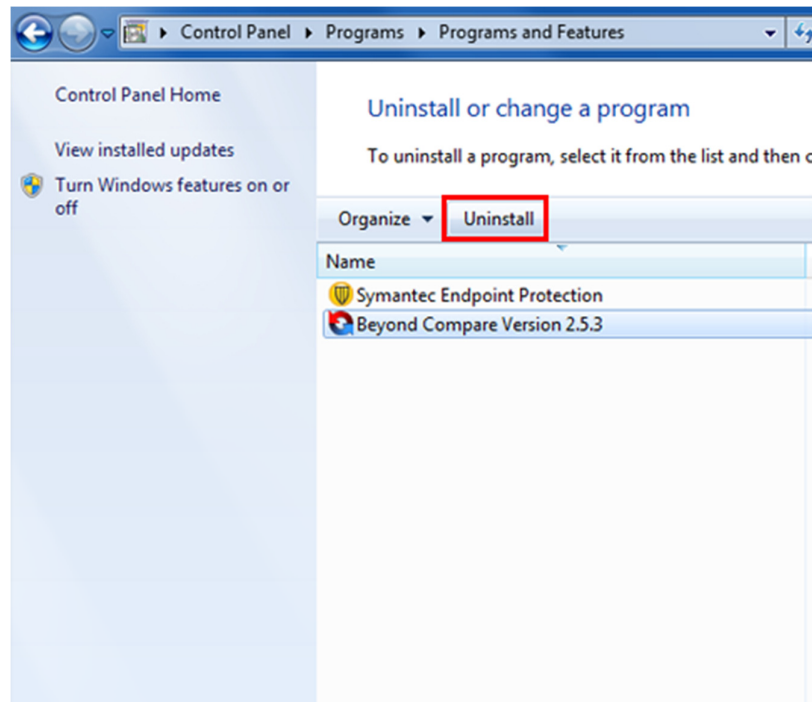 Control Panel Programs Programs and Features
Control Panel Home
View installed updates
Turn Windows features on or
off
Uninstall or change a program
To uninstall a program, select it from the list and then
Organize Uninstall
Name
Symantec Endpoint Protection
Beyond Compare Version 2.5.3